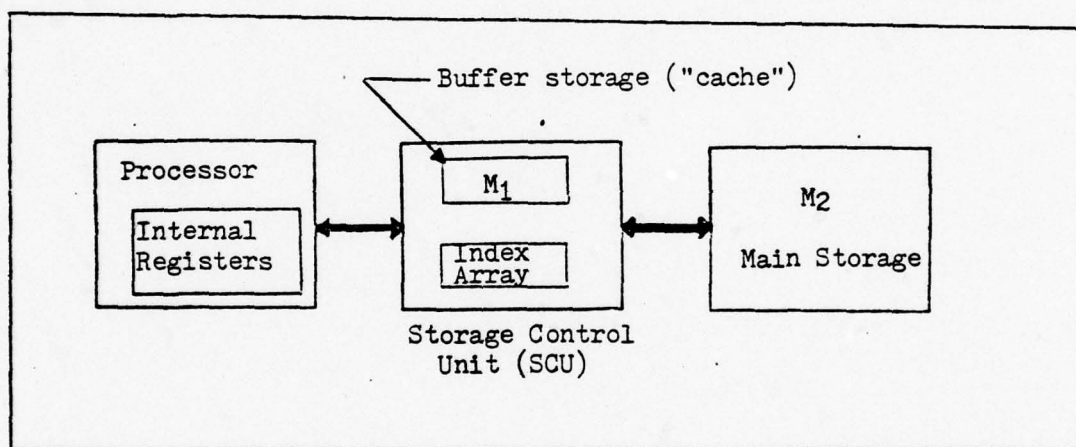 Buffer storage ("cache")
Processor
Internal
Registers
M1
Index
Array
Storage Control
Unit (SCU)
M2
Main Storage